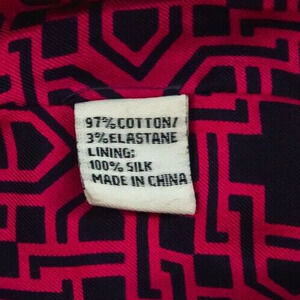 97% COTTON/
3% ELASTANE
LINING:
100% SILK
MADE IN CHINA